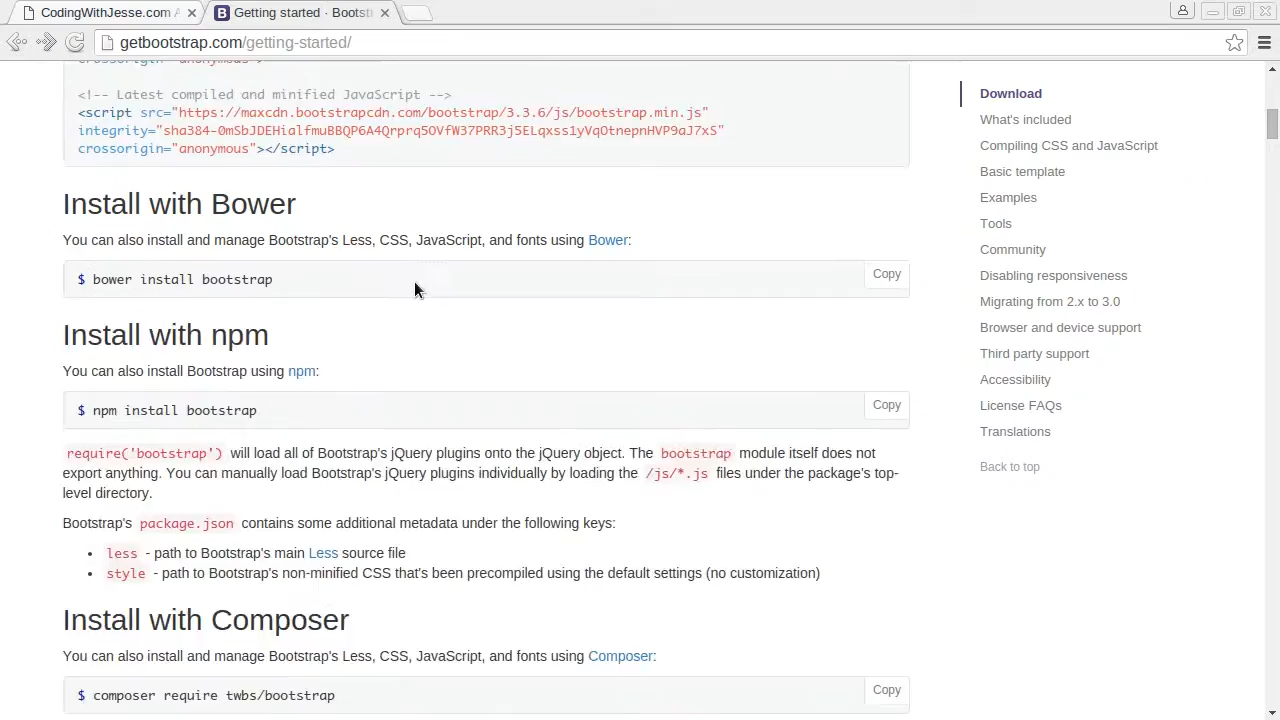 CodingWithJesse.com
Getting started · Bootst
getbootstrap.com/getting-started/
crossorigin="anonymous">
<!-- Latest compiled and minified JavaScript -->
<script src="https://maxcdn.bootstrapcdn.com/bootstrap/3.3.6/js/bootstrap.min.js"
integrity="sha384-0mSbJDEHialfmuBBQP6A4Qrprq5OVfW37PRR3j5ELqxss1yVqOtnepnHVP9aJ7xS"
crossorigin="anonymous"></script>
Install with Bower
You can also install and manage Bootstrap's Less, CSS, JavaScript, and fonts using Bower:
$ bower install bootstrap
Copy
Install with npm
You can also install Bootstrap using npm:
$ npm install bootstrap
Copy
require('bootstrap') will load all of Bootstrap's jQuery plugins onto the jQuery object. The bootstrap module itself does not
export anything. You can manually load Bootstrap's jQuery plugins individually by loading the /js/*.js files under the package's top-
level directory.
Bootstrap's package.json contains some additional metadata under the following keys:
• less - path to Bootstrap's main Less source file
• style - path to Bootstrap's non-minified CSS that's been precompiled using the default settings (no customization)
Install with Composer
You can also install and manage Bootstrap's Less, CSS, JavaScript, and fonts using Composer:
$ composer require twbs/bootstrap
Copy
Download
What's included
Compiling CSS and JavaScript
Basic template
Examples
Tools
Community
Disabling responsiveness
Migrating from 2.x to 3.0
Browser and device support
Third party support
Accessibility
License FAQs
Translations
Back to top